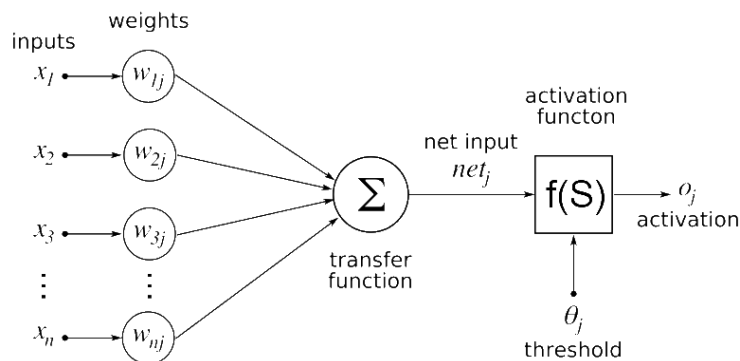 weights
inputs
x₁
w₁ⱼ
x₂
w₂ⱼ
x₃
w₃ⱼ
⋮
⋮
xₙ
wₙⱼ
Σ
transfer
function
net input
netⱼ
activation
functon
f(S)
oⱼ
activation
θⱼ
threshold